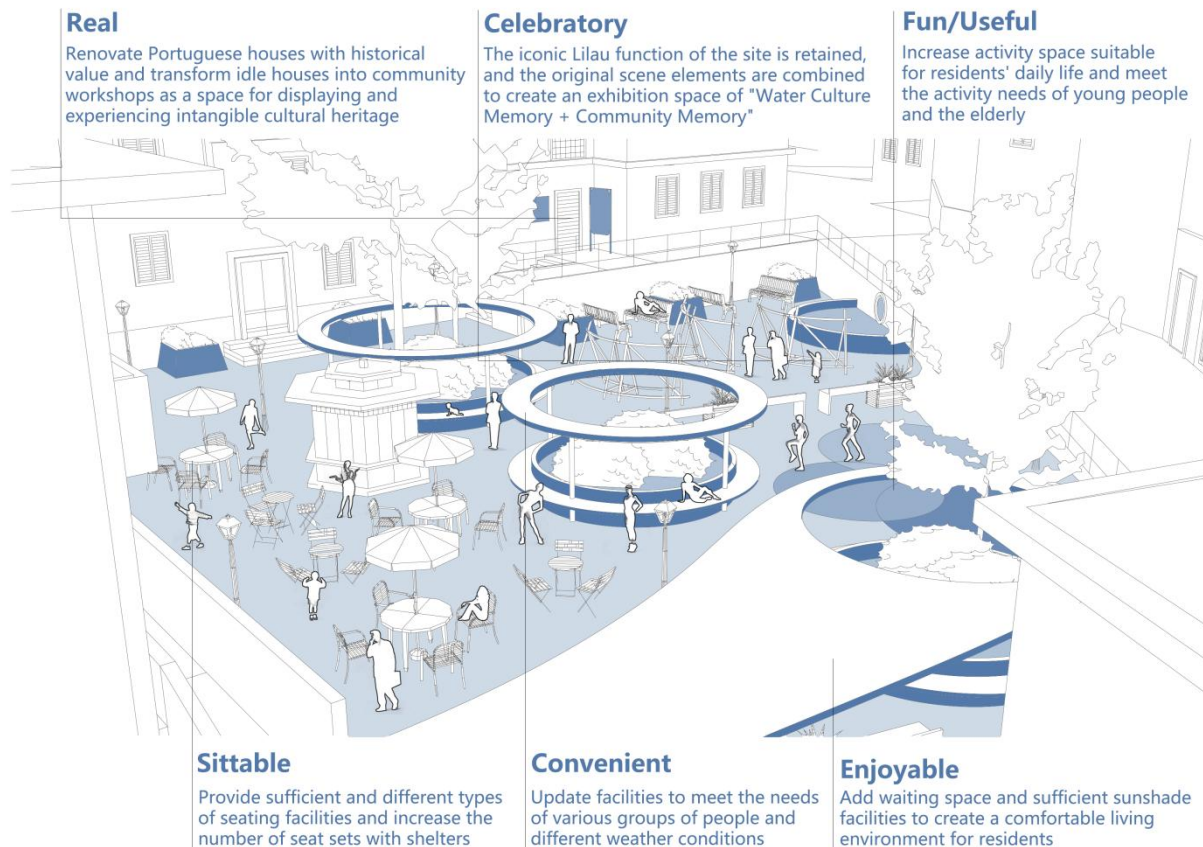 Real
Renovate Portuguese houses with historical
value and transform idle houses into community
workshops as a space for displaying and
experiencing intangible cultural heritage
Celebratory
The iconic Lilau function of the site is retained,
and the original scene elements are combined
to create an exhibition space of "Water Culture
Memory + Community Memory"
Fun/Useful
Increase activity space suitable
for residents' daily life and meet
the activity needs of young people
and the elderly
Sittable
Provide sufficient and different types
of seating facilities and increase the
number of seat sets with shelters
Convenient
Update facilities to meet the needs
of various groups of people and
different weather conditions
Enjoyable
Add waiting space and sufficient sunshade
facilities to create a comfortable living
environment for residents